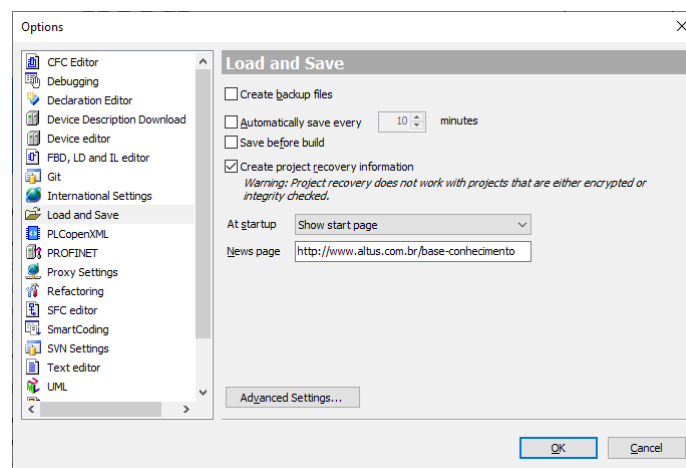 Options
CFC Editor
Debugging
Declaration Editor
Device Description Download
Device editor
FBD, LD and IL editor
Git
International Settings
Load and Save
PLCopenXML
PROFINET
Proxy Settings
Refactoring
SFC editor
SmartCoding
SVN Settings
Text editor
UML
Load and Save
Create backup files
Automatically save every 10 minutes
Save before build
Create project recovery information
Warning: Project recovery does not work with projects that are either encrypted or
integrity checked.
At startup Show start page
News page http://www.altus.com.br/base-conhecimento
Advanced Settings...
OK Cancel